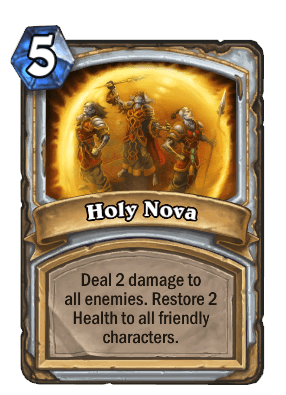 5
Holy Nova
Deal 2 damage to
all enemies. Restore 2
Health to all friendly
characters.